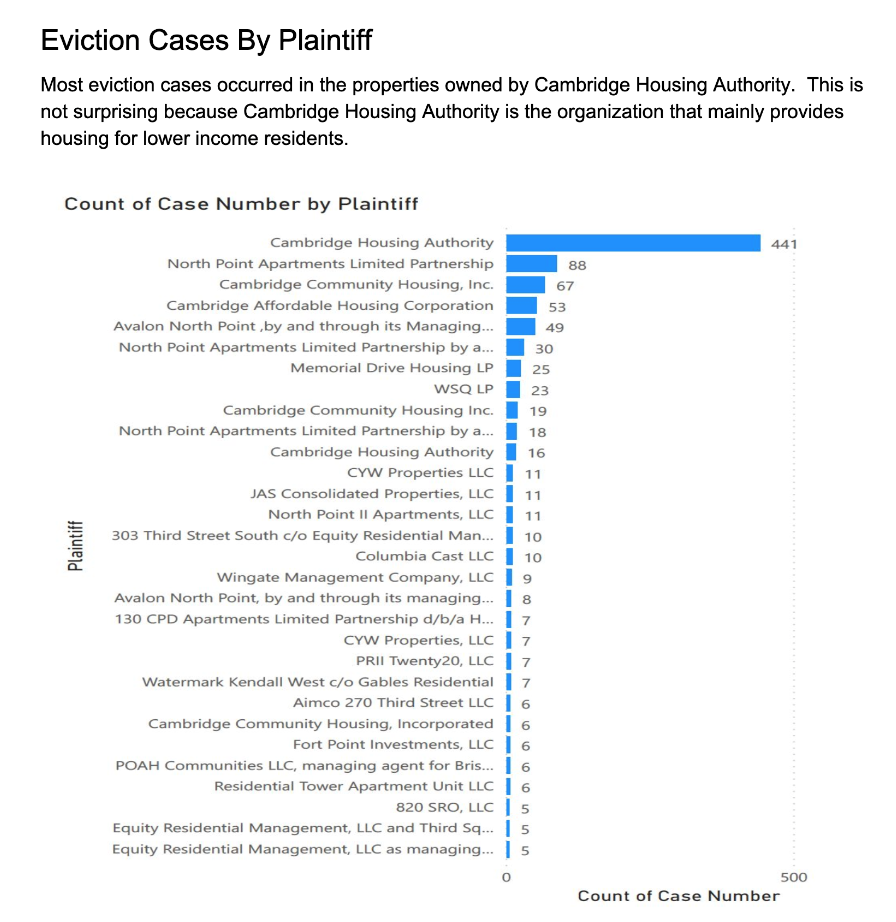 Eviction Cases By Plaintiff
Most eviction cases occurred in the properties owned by Cambridge Housing Authority.  This is
not surprising because Cambridge Housing Authority is the organization that mainly provides
housing for lower income residents.
Count of Case Number by Plaintiff
Plaintiff
Cambridge Housing Authority 441
North Point Apartments Limited Partnership 88
Cambridge Community Housing, Inc. 67
Cambridge Affordable Housing Corporation 53
Avalon North Point ,by and through its Managing... 49
North Point Apartments Limited Partnership by a... 30
Memorial Drive Housing LP 25
WSQ LP 23
Cambridge Community Housing Inc. 19
North Point Apartments Limited Partnership by a... 18
Cambridge Housing Authority 16
CYW Properties LLC 11
JAS Consolidated Properties, LLC 11
North Point II Apartments, LLC 11
303 Third Street South c/o Equity Residential Man... 10
Columbia Cast LLC 10
Wingate Management Company, LLC 9
Avalon North Point, by and through its managing... 8
130 CPD Apartments Limited Partnership d/b/a H... 7
CYW Properties, LLC 7
PRII Twenty20, LLC 7
Watermark Kendall West c/o Gables Residential 7
Aimco 270 Third Street LLC 6
Cambridge Community Housing, Incorporated 6
Fort Point Investments, LLC 6
POAH Communities LLC, managing agent for Bris... 6
Residential Tower Apartment Unit LLC 6
820 SRO, LLC 5
Equity Residential Management, LLC and Third Sq... 5
Equity Residential Management, LLC as managing... 5
0 500
Count of Case Number